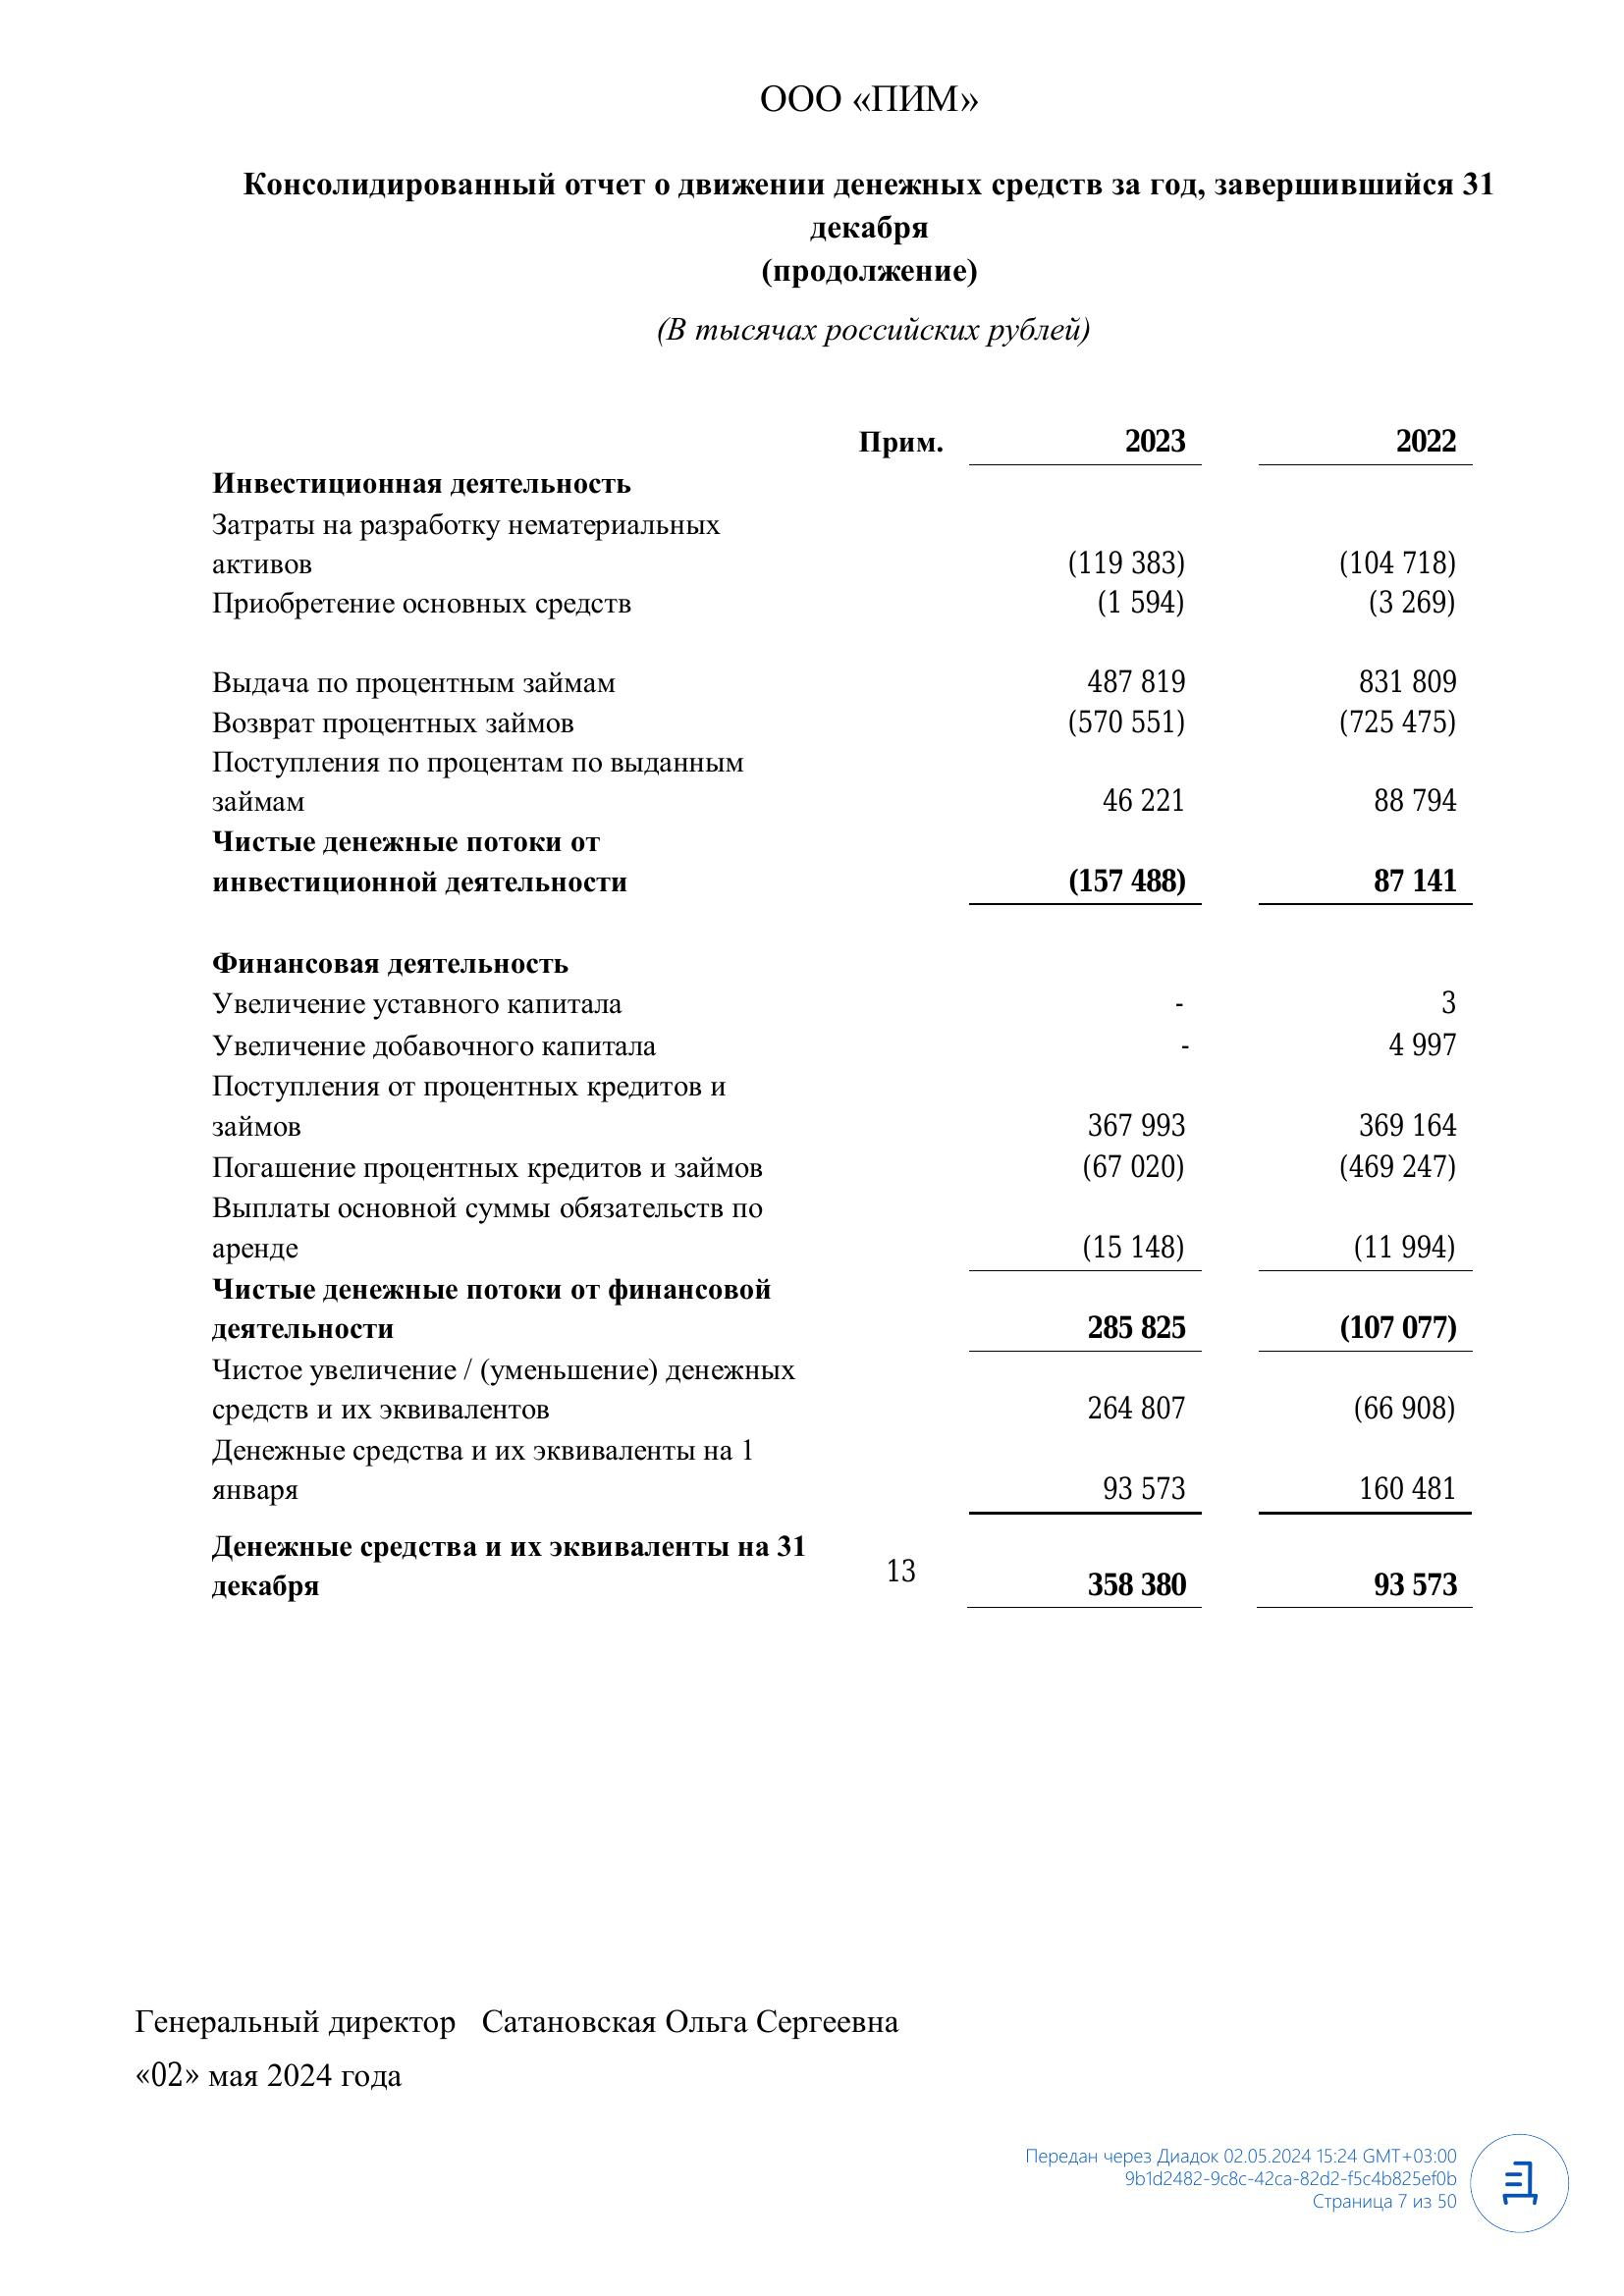 ООО «ПИМ»
Консолидированный отчет о движении денежных средств за год, завершившийся 31
декабря
(продолжение)
(В тысячах российских рублей)
Прим. 2023 2022
Инвестиционная деятельность
Затраты на разработку нематериальных
активов (119 383) (104 718)
Приобретение основных средств (1 594) (3 269)
Выдача по процентным займам 487 819 831 809
Возврат процентных займов (570 551) (725 475)
Поступления по процентам по выданным
займам 46 221 88 794
Чистые денежные потоки от
инвестиционной деятельности (157 488) 87 141
Финансовая деятельность
Увеличение уставного капитала - 3
Увеличение добавочного капитала - 4 997
Поступления от процентных кредитов и
займов 367 993 369 164
Погашение процентных кредитов и займов (67 020) (469 247)
Выплаты основной суммы обязательств по
аренде (15 148) (11 994)
Чистые денежные потоки от финансовой
деятельности 285 825 (107 077)
Чистое увеличение / (уменьшение) денежных
средств и их эквивалентов 264 807 (66 908)
Денежные средства и их эквиваленты на 1
января 93 573 160 481
Денежные средства и их эквиваленты на 31
декабря 13 358 380 93 573
Генеральный директор Сатановская Ольга Сергеевна
«02» мая 2024 года
Передан через Диадок 02.05.2024 15:24 GMT+03:00
9b1d2482-9c8c-42ca-82d2-f5c4b825ef0b
Страница 7 из 50